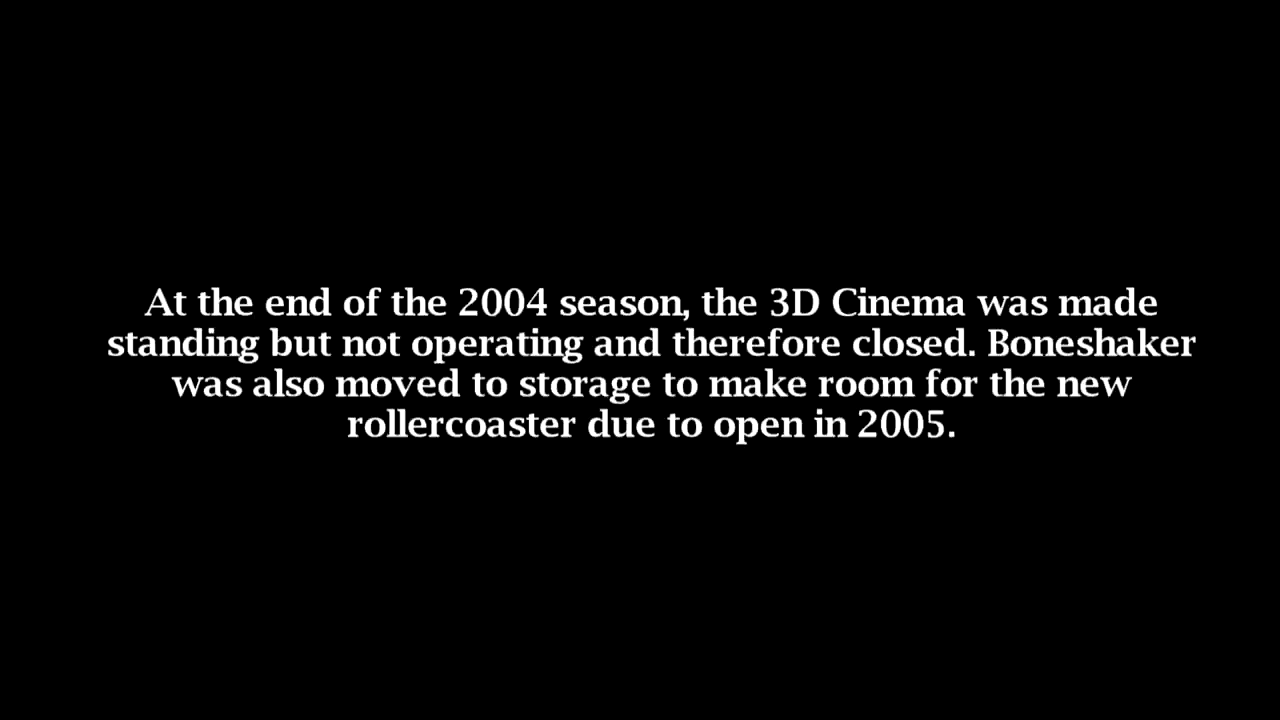 At the end of the 2004 season, the 3D Cinema was made
standing but not operating and therefore closed. Boneshaker
was also moved to storage to make room for the new
rollercoaster due to open in 2005.